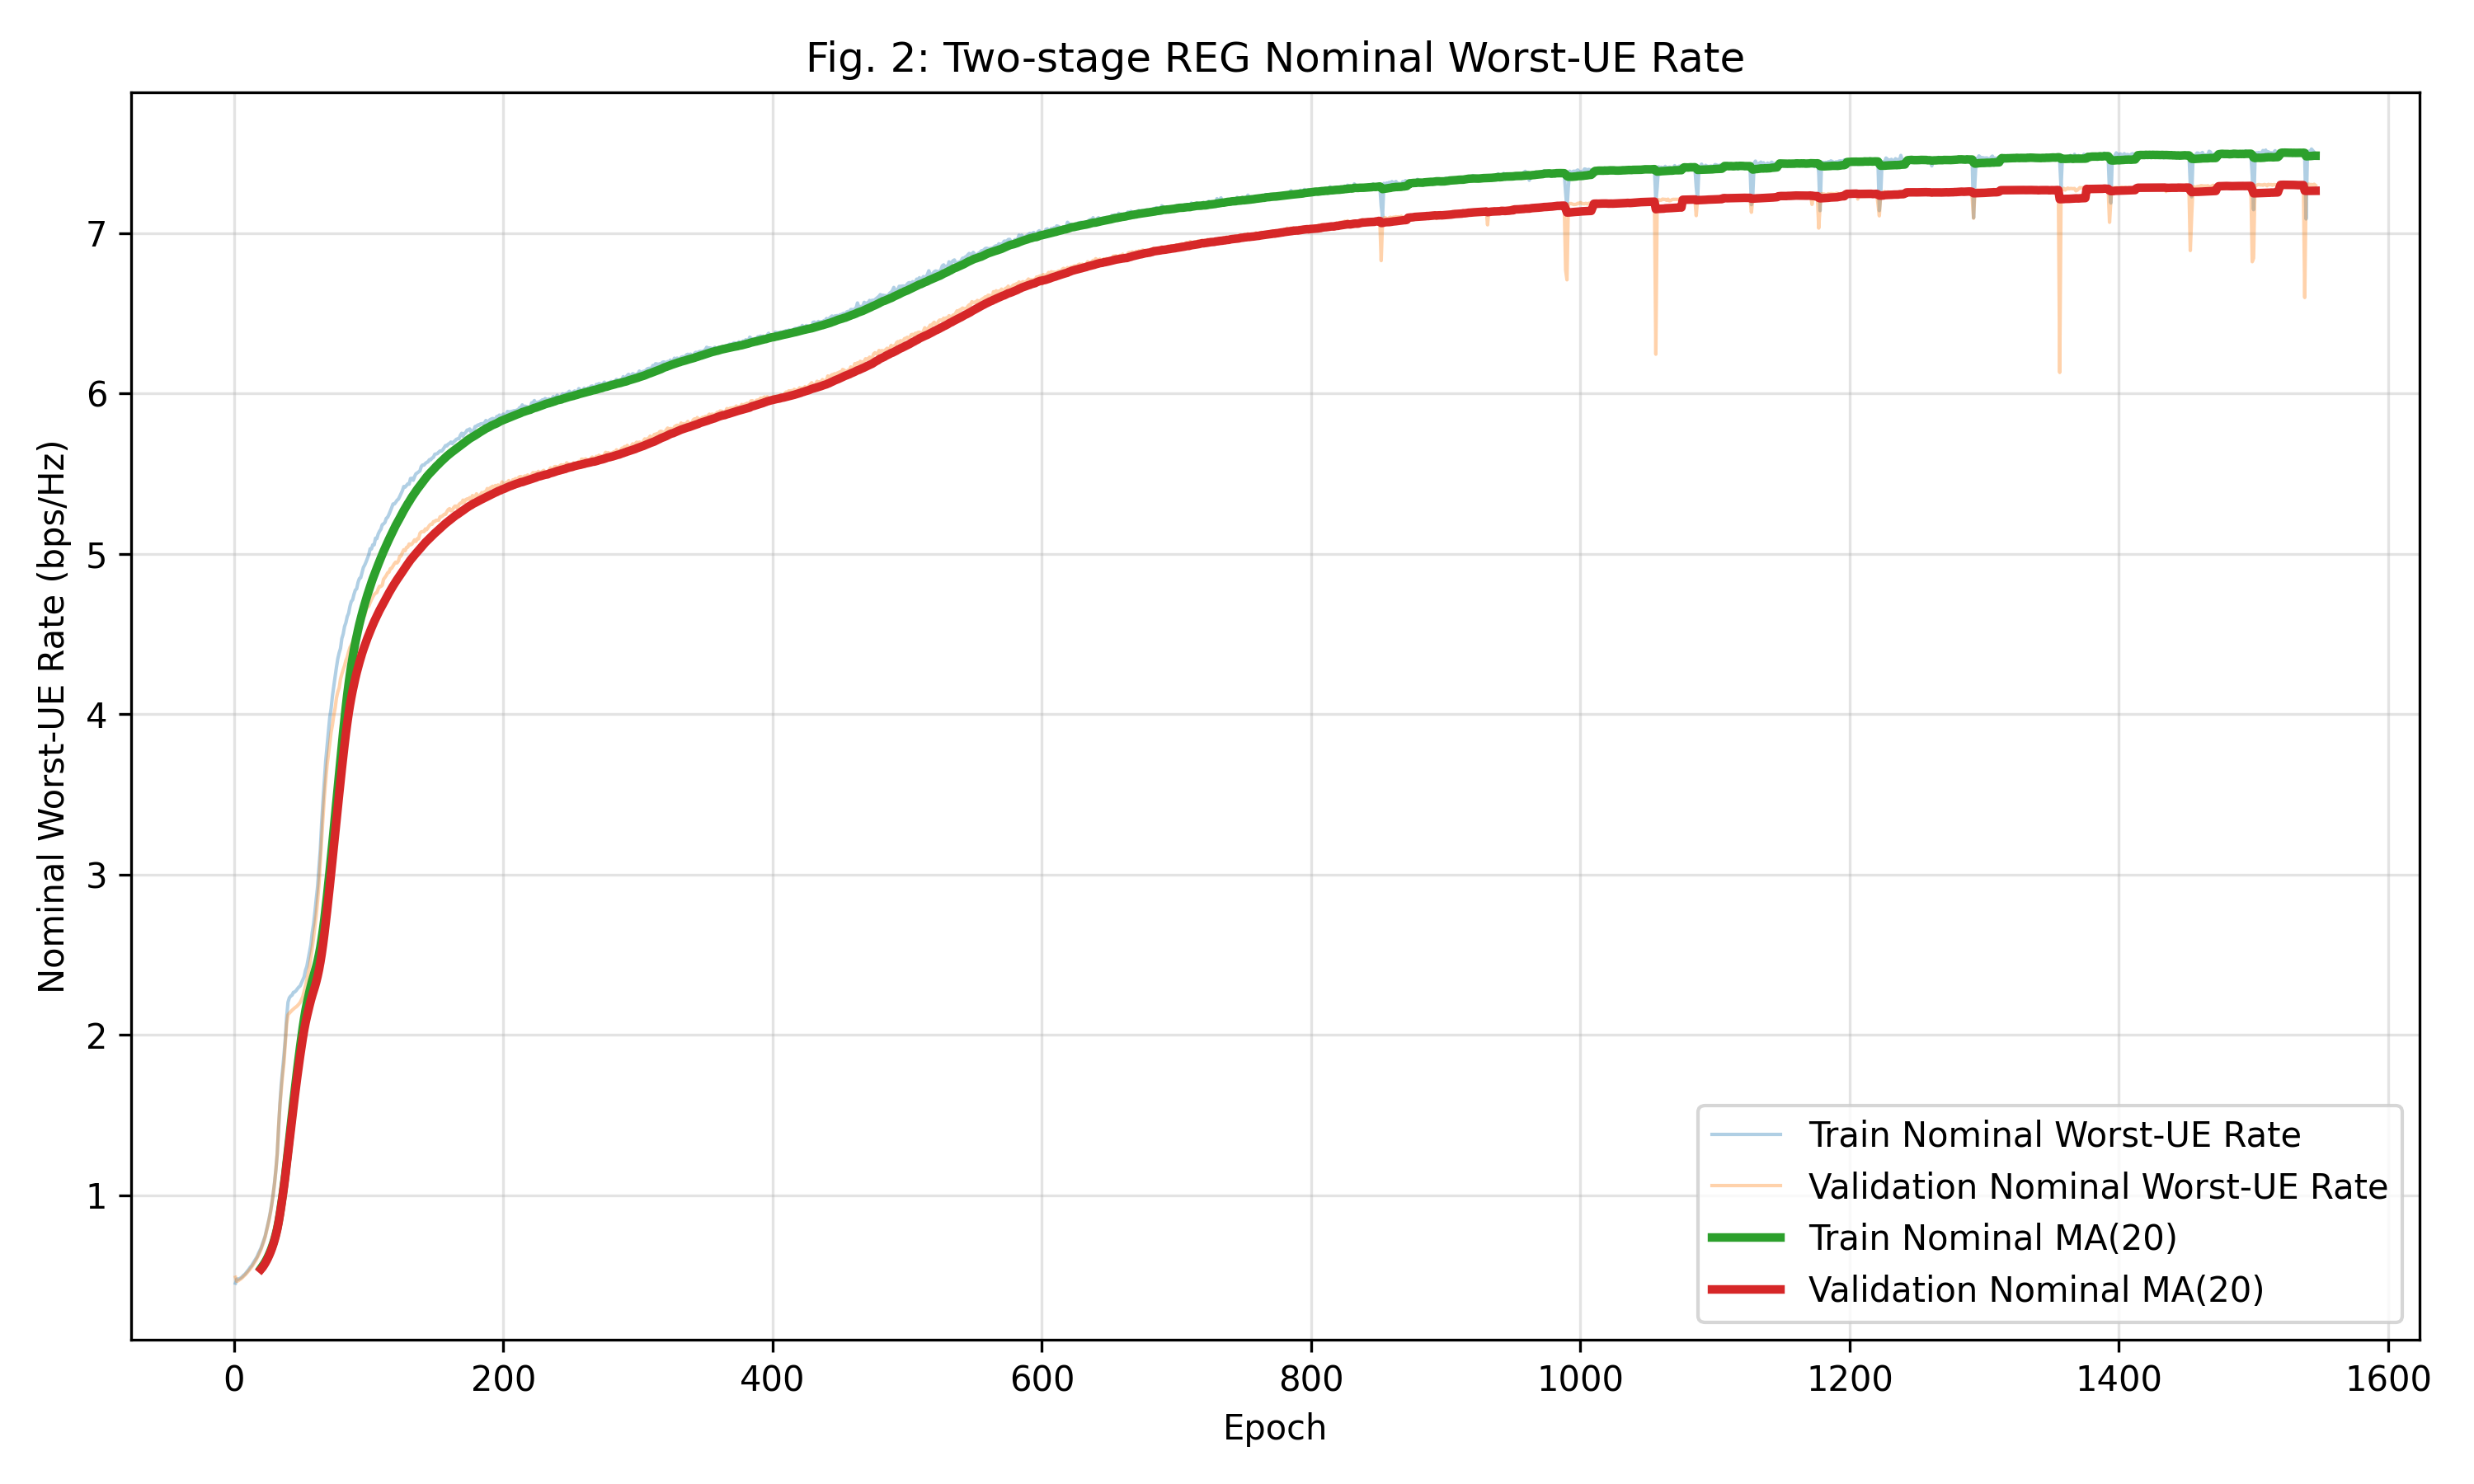 Fig. 2: Two-stage REG Nominal Worst-UE Rate
Nominal Worst-UE Rate (bps/Hz)
7
6
5
4
3
2
1
Train Nominal Worst-UE Rate
Validation Nominal Worst-UE Rate
Train Nominal MA(20)
Validation Nominal MA(20)
0 200 400 600 800 1000 1200 1400 1600
Epoch